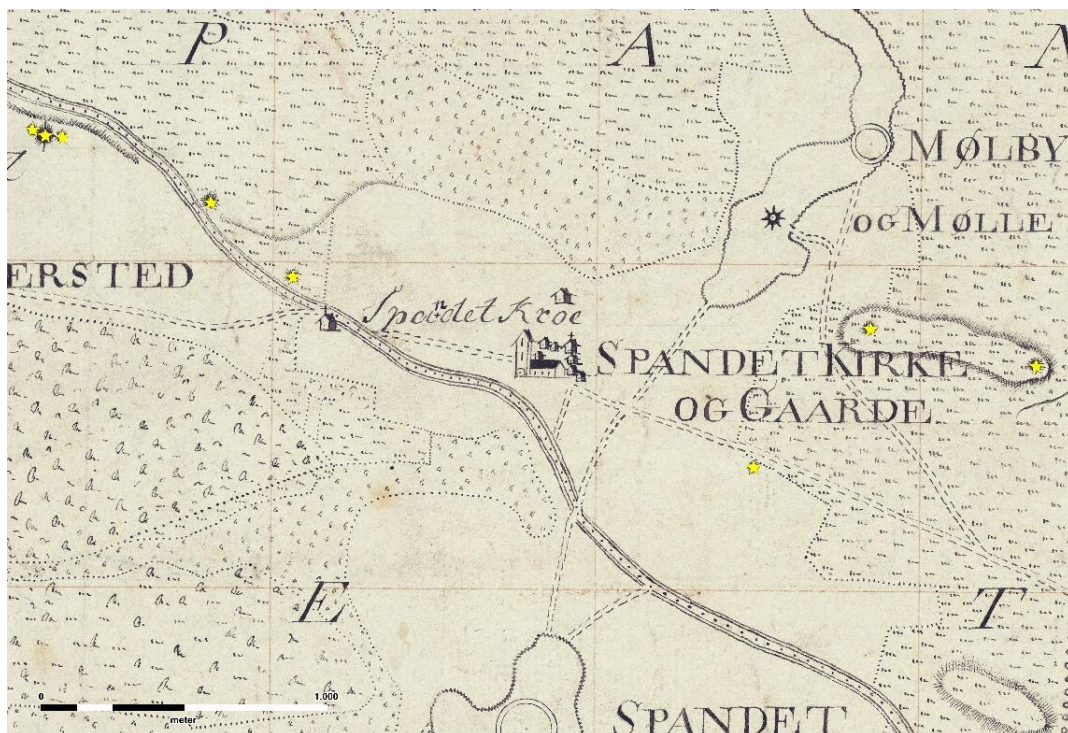 P A
MØLBY
OG MØLLE
ERSTED
Spandet Kroe
SPANDET KIRKE
OG GAARDE
E T
0 1.000
meter
SPANDET